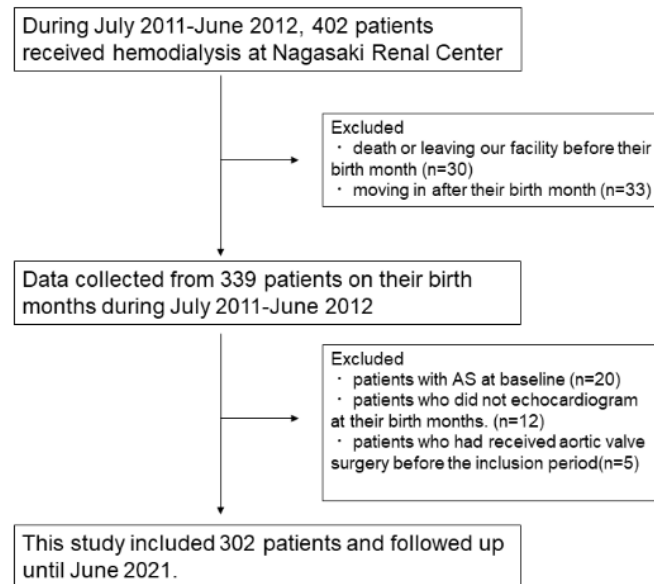 During July 2011-June 2012, 402 patients
received hemodialysis at Nagasaki Renal Center
Excluded
・ death or leaving our facility before their
birth month (n=30)
・ moving in after their birth month (n=33)
Data collected from 339 patients on their birth
months during July 2011-June 2012
Excluded
・ patients with AS at baseline (n=20)
・ patients who did not echocardiogram
at their birth months. (n=12)
・ patients who had received aortic valve
surgery before the inclusion period(n=5)
This study included 302 patients and followed up
until June 2021.